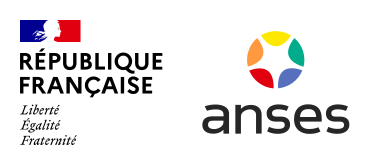 RÉPUBLIQUE
FRANÇAISE
Liberté
Égalité
Fraternité
anses